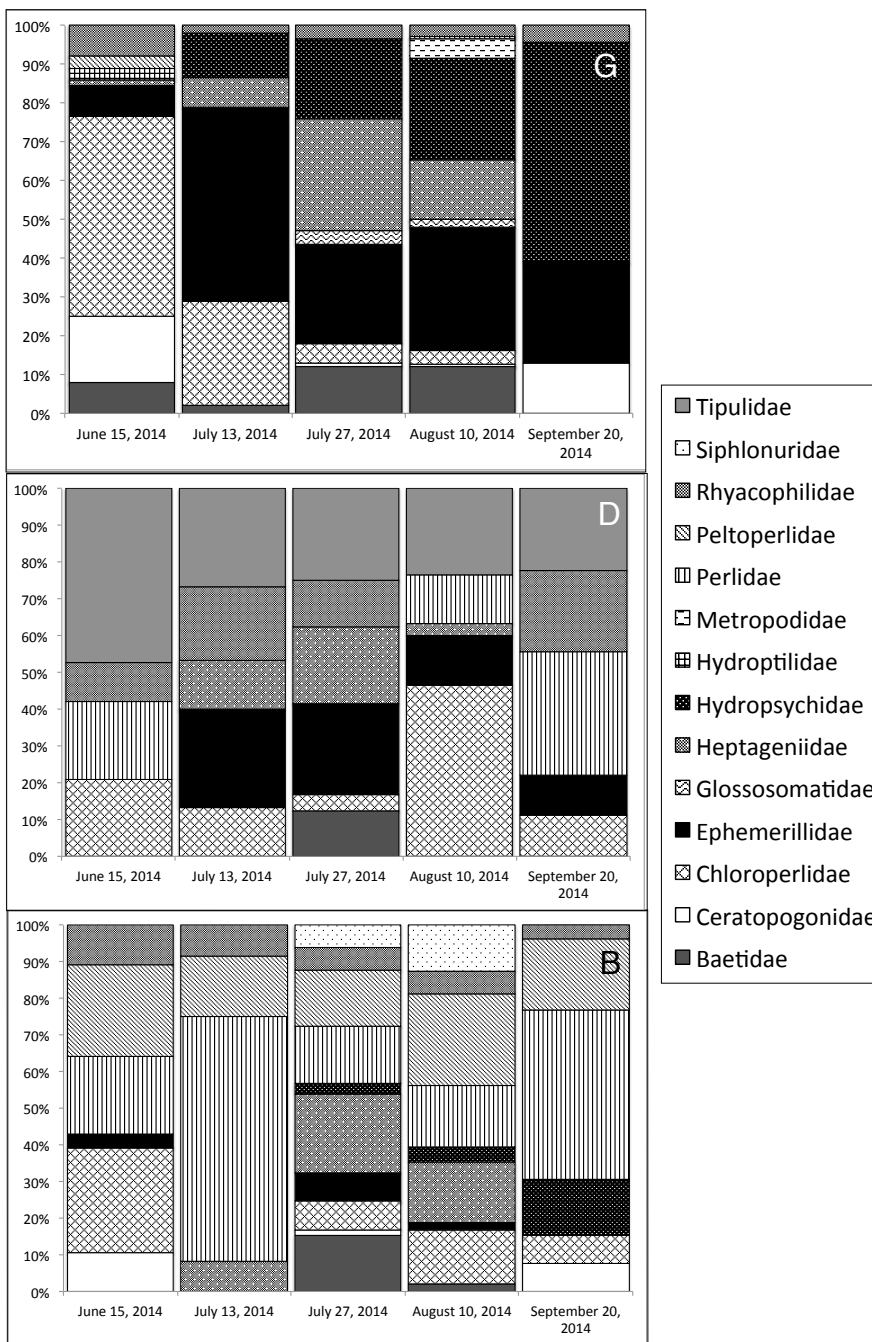 100%
90%
80%
70%
60%
50%
40%
30%
20%
10%
0%
G
June 15, 2014
July 13, 2014
July 27, 2014
August 10, 2014
September 20,
2014
100%
90%
80%
70%
60%
50%
40%
30%
20%
10%
0%
D
June 15, 2014
July 13, 2014
July 27, 2014
August 10, 2014
September 20,
2014
100%
90%
80%
70%
60%
50%
40%
30%
20%
10%
0%
B
June 15, 2014
July 13, 2014
July 27, 2014
August 10, 2014
September 20,
2014
Tipulidae
Siphlonuridae
Rhyacophilidae
Peltoperlidae
Perlidae
Metropodidae
Hydroptilidae
Hydropsychidae
Heptageniidae
Glossosomatidae
Ephemerillidae
Chloroperlidae
Ceratopogonidae
Baetidae